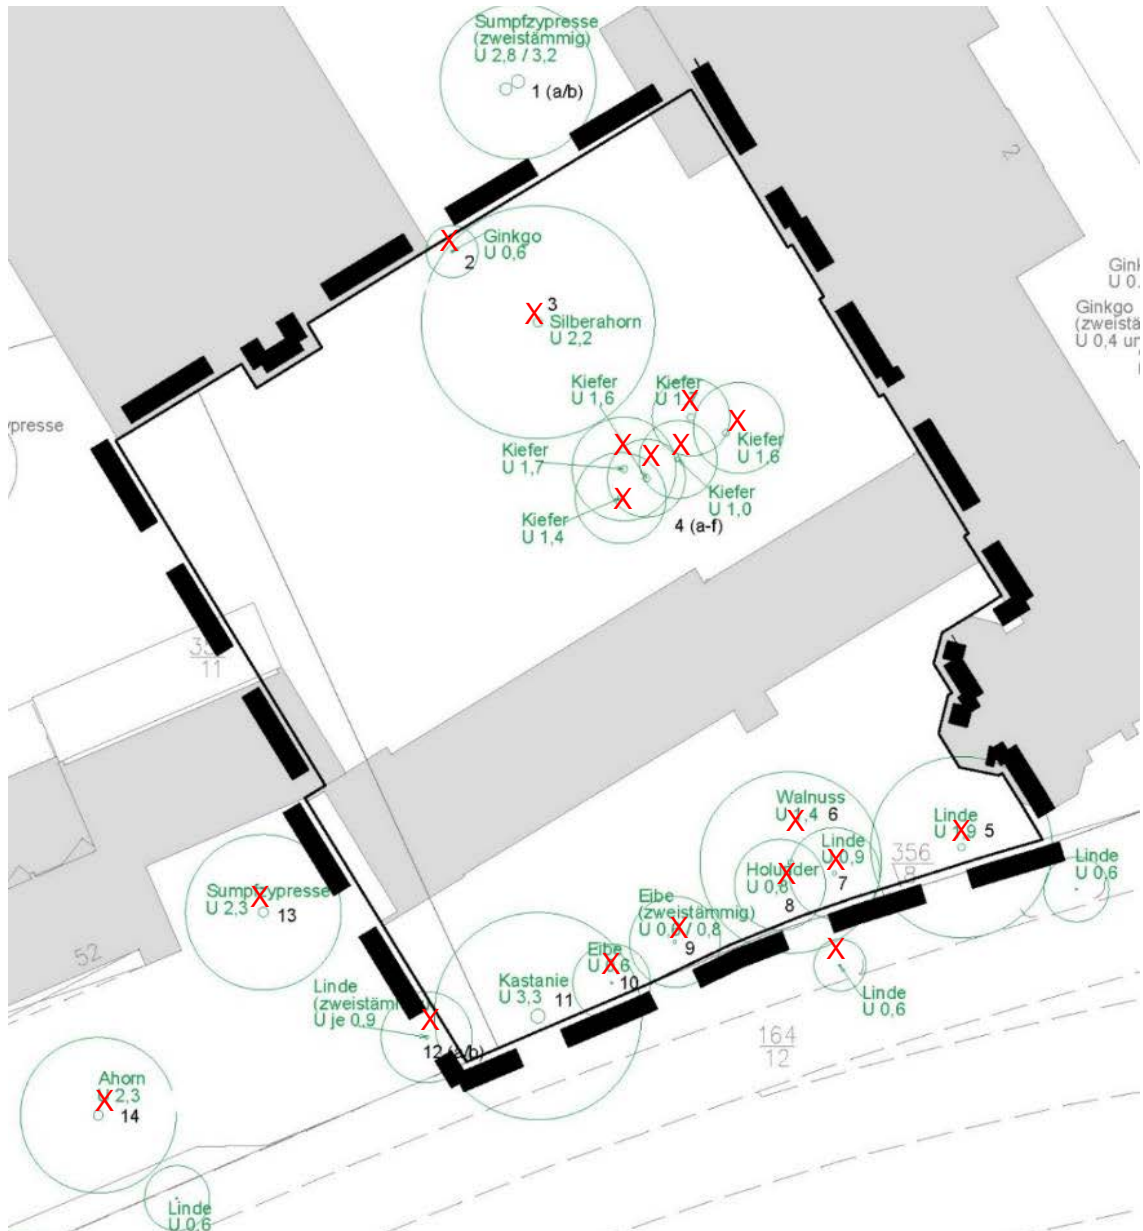 Sumpfzypresse
(zweistämmig)
U 2,8 / 3,2
1 (a/b)
2
Ginkgo
U 0,6
2
3
Silberahorn
U 2,2
Kiefer
U 1,6
Kiefer
Kiefer
U 1,7
Kiefer
U 1,6
Kiefer
U 1,0
Kiefer
U 1,4
4 (a-f)
Ginkgo
(zweistä
U 0,4 un
presse
11
Walnuss
6
Linde
7
Holunder
U 0,6
8
Linde
5
356
8
Linde
U 0,6
Eibe
(zweistämmig)
9
Eibe
10
Kastanie
U 3,3
11
Linde
U 0,6
Sumpfzypresse
U 2,3
13
52
Linde
U je 0,9
12 (a/b)
164
12
Ahorn
U 2,3
14
Linde
U 0,6